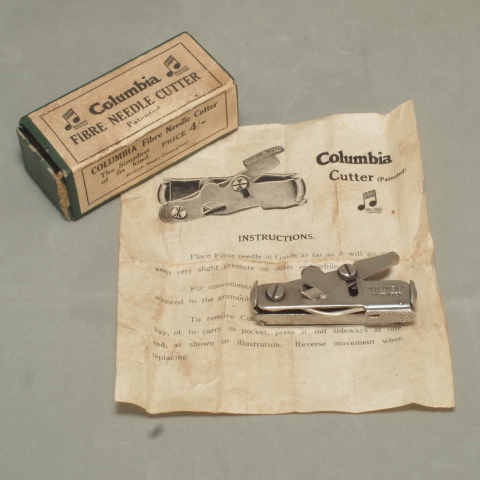 Columbia
FIBRE NEEDLE CUTTER
Patented
COLUMBIA Fibre Needle Cutter
The Simplest
of its kind. PRICE 4/-
Columbia
Cutter (Patented)
INSTRUCTIONS.
Place Fibre needle in Guide as far as it will go
keep very slight pressure on outer
For convenience
screwed to the gramophone
To remove
tray, or to carry in pocket, press it out sideways at one
end, as shown in illustration. Reverse movement when
replacing.